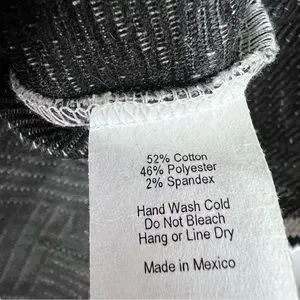 52% Cotton
46% Polyester
2% Spandex
Hand Wash Cold
Do Not Bleach
Hang or Line Dry
Made in Mexico